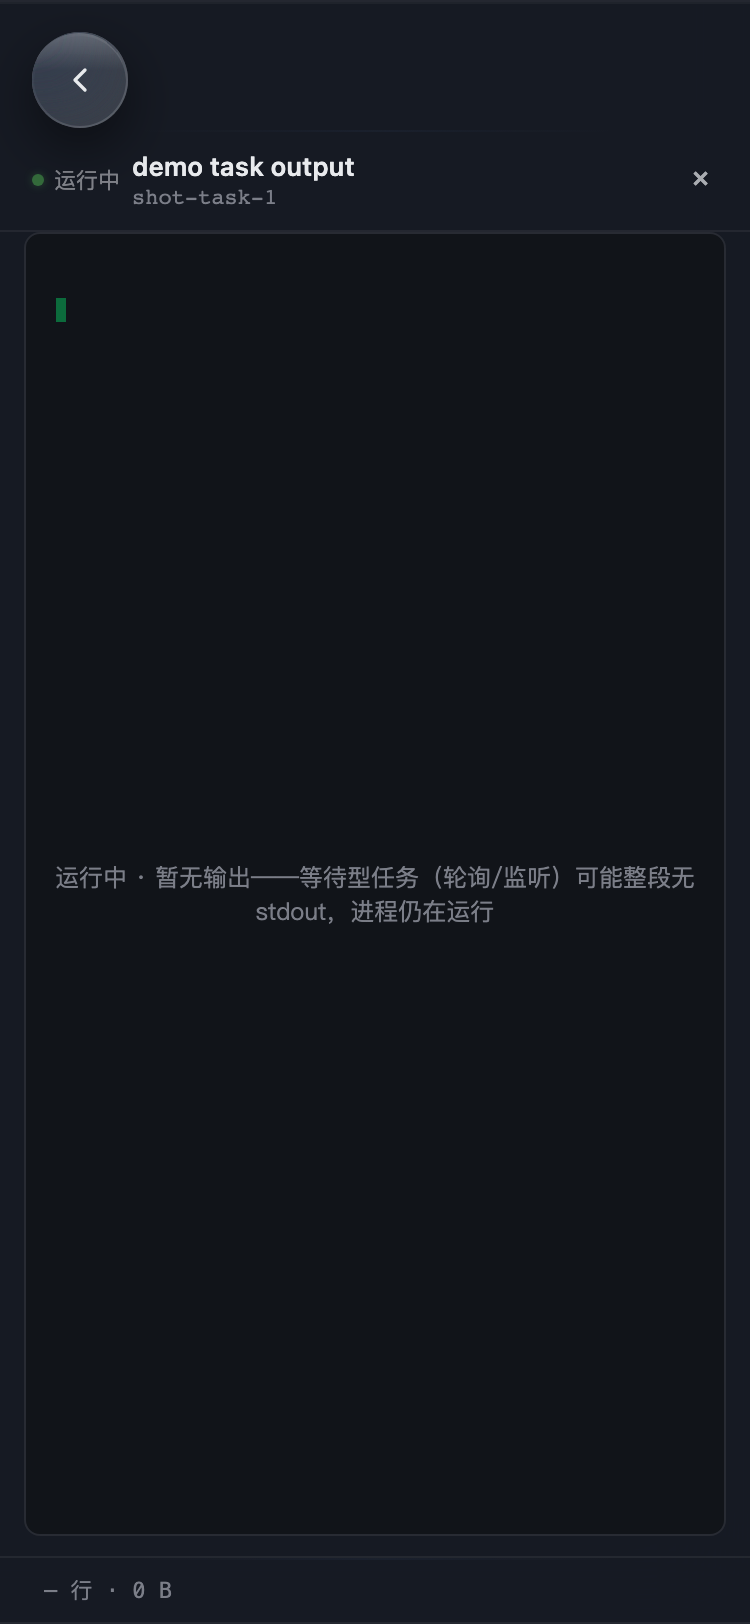 运行中
demo task output
shot-task-1
×
运行中 · 暂无输出——等待型任务（轮询/监听）可能整段无
stdout，进程仍在运行
— 行 · 0 B